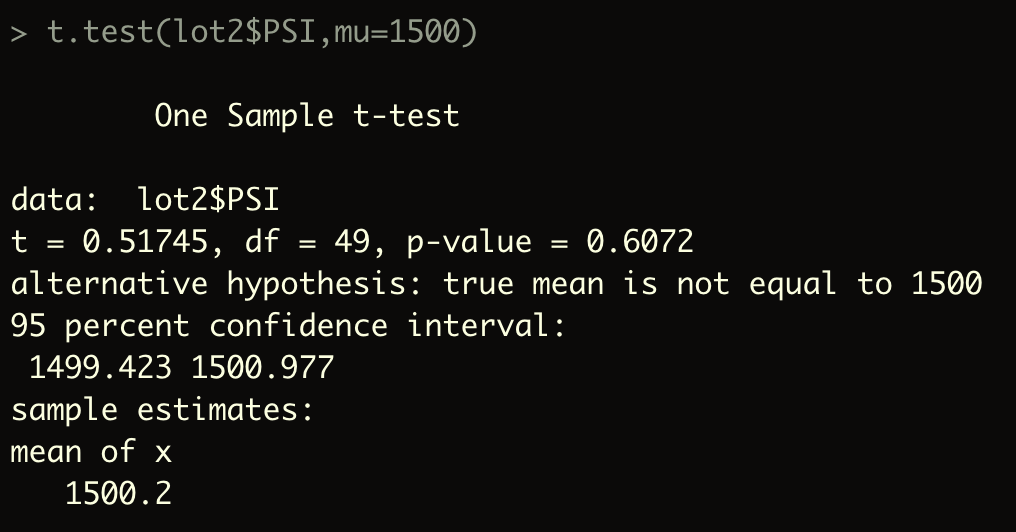 > t.test(lot2$PSI,mu=1500)
One Sample t-test
data:  lot2$PSI
t = 0.51745, df = 49, p-value = 0.6072
alternative hypothesis: true mean is not equal to 1500
95 percent confidence interval:
1499.423 1500.977
sample estimates:
mean of x
1500.2